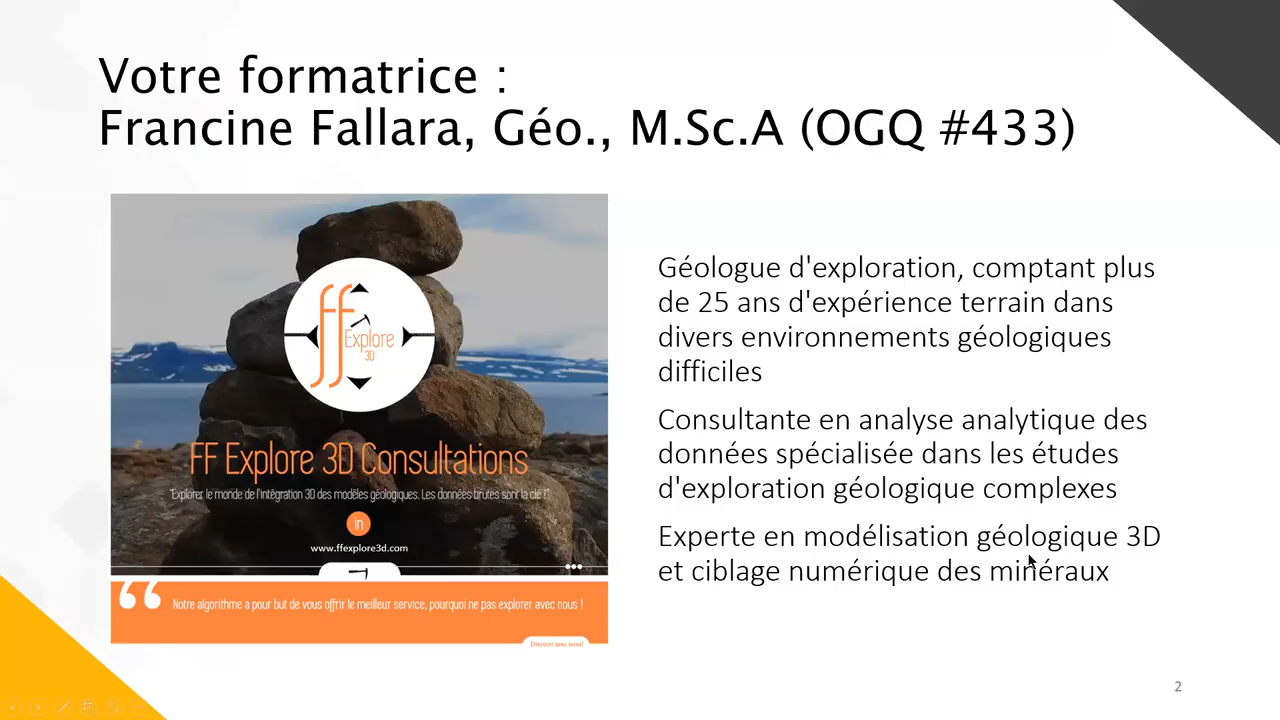 Votre formatrice :
Francine Fallara, Géo., M.Sc.A (OGQ #433)
ff
Explore
3D
FF Explore 3D Consultations
"Explorer le monde de l'intégration 3D des modèles géologiques. Les données brutes sont la clé !"
in
www.ffexplore3d.com
“
Notre algorithme a pour but de vous offrir le meilleur service, pourquoi ne pas explorer avec nous !
Discuter avec nous!
Géologue d'exploration, comptant plus
de 25 ans d'expérience terrain dans
divers environnements géologiques
difficiles
Consultante en analyse analytique des
données spécialisée dans les études
d'exploration géologique complexes
Experte en modélisation géologique 3D
et ciblage numérique des minéraux
2